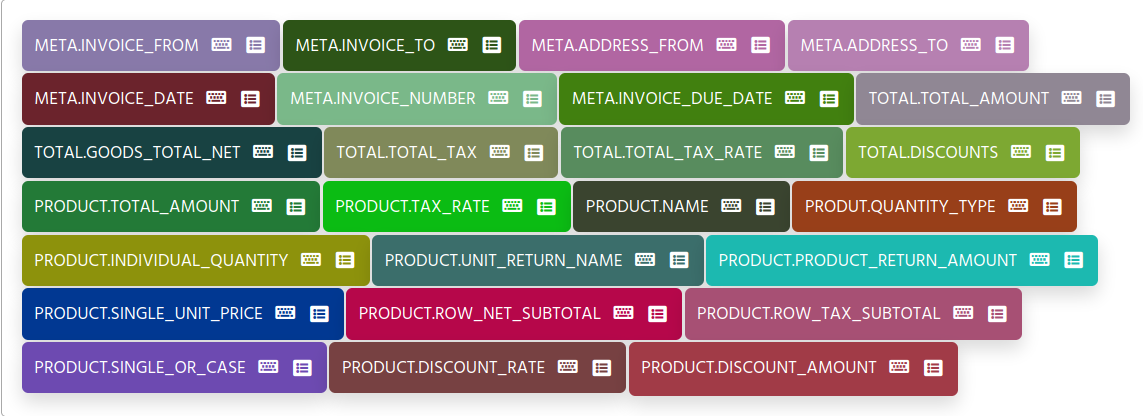 META.INVOICE_FROM META.INVOICE_TO META.ADDRESS_FROM META.ADDRESS_TO
META.INVOICE_DATE META.INVOICE_NUMBER META.INVOICE_DUE_DATE TOTAL.TOTAL_AMOUNT
TOTAL.GOODS_TOTAL_NET TOTAL.TOTAL_TAX TOTAL.TOTAL_TAX_RATE TOTAL.DISCOUNTS
PRODUCT.TOTAL_AMOUNT PRODUCT.TAX_RATE PRODUCT.NAME PRODUT.QUANTITY_TYPE
PRODUCT.INDIVIDUAL_QUANTITY PRODUCT.UNIT_RETURN_NAME PRODUCT.PRODUCT_RETURN_AMOUNT
PRODUCT.SINGLE_UNIT_PRICE PRODUCT.ROW_NET_SUBTOTAL PRODUCT.ROW_TAX_SUBTOTAL
PRODUCT.SINGLE_OR_CASE PRODUCT.DISCOUNT_RATE PRODUCT.DISCOUNT_AMOUNT